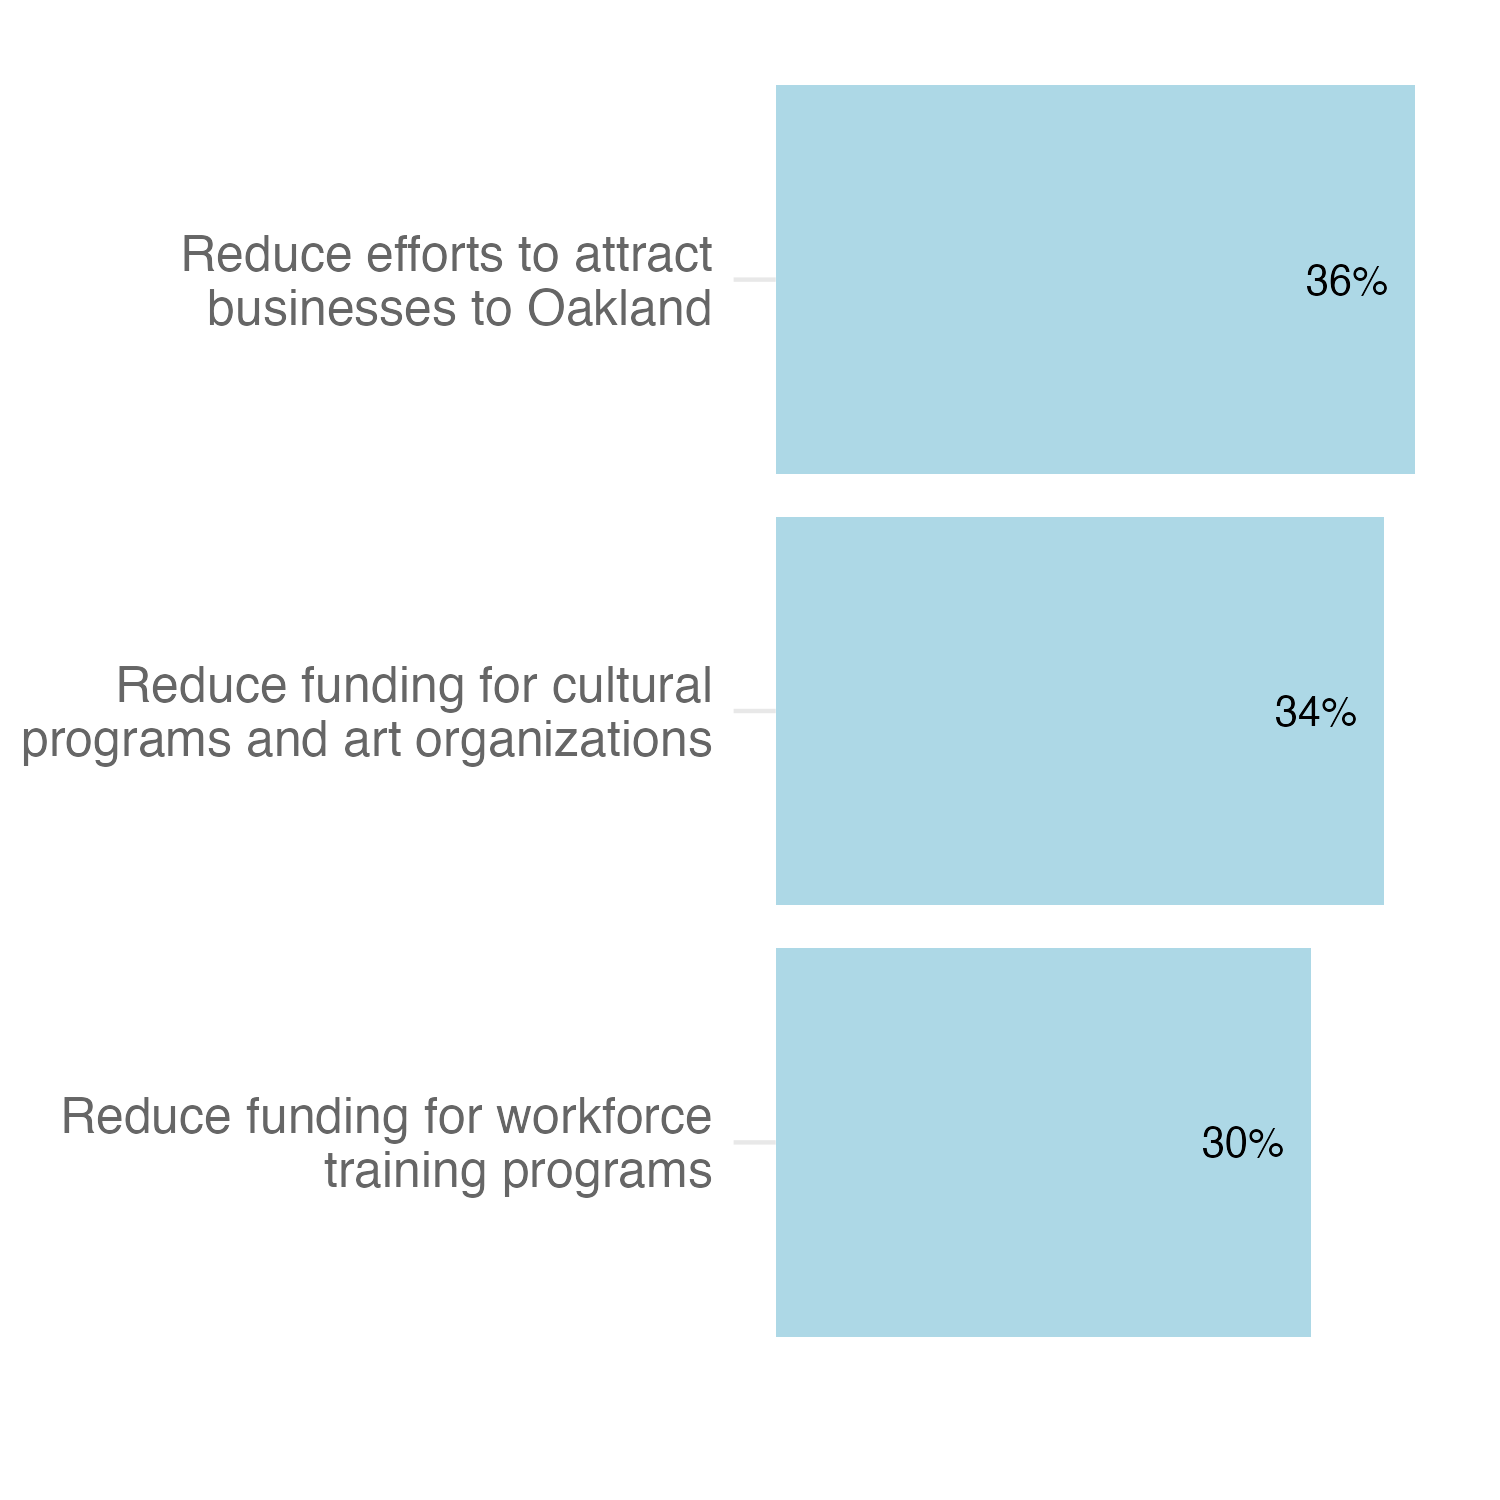 Reduce efforts to attract
businesses to Oakland
36%
Reduce funding for cultural
programs and art organizations
34%
Reduce funding for workforce
training programs
30%